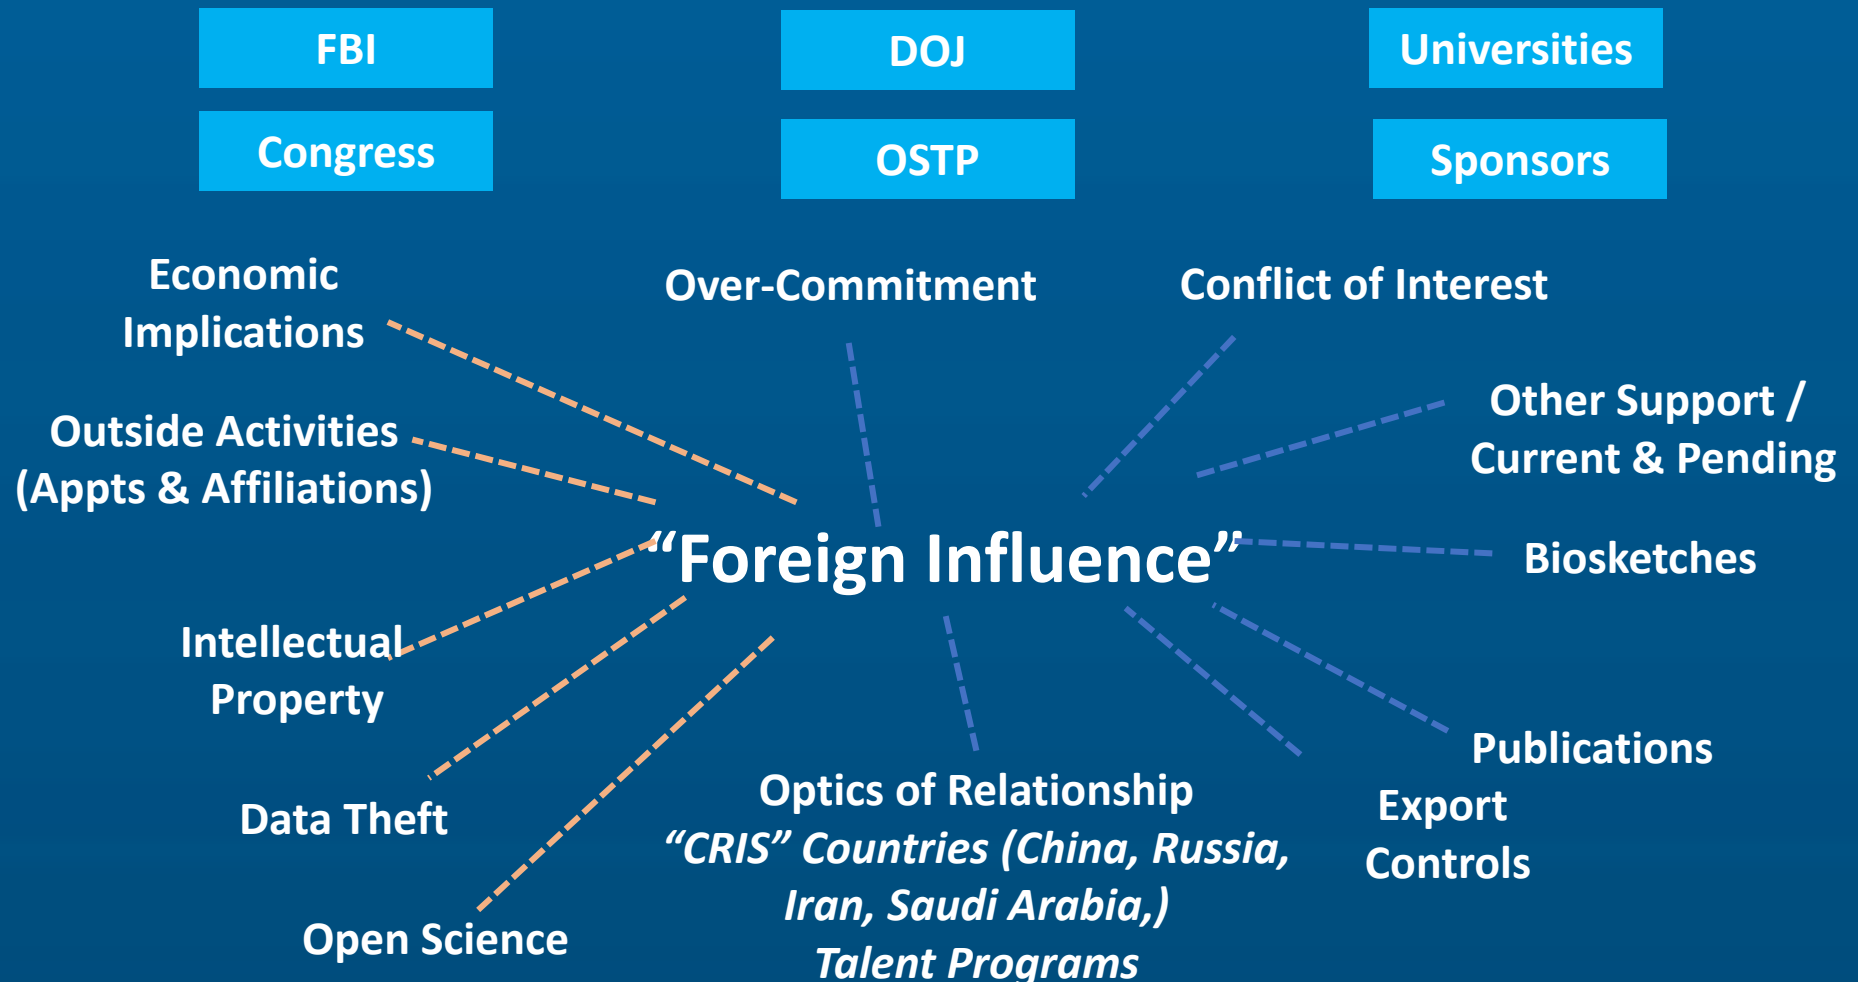 FBI
DOJ
Universities
Congress
OSTP
Sponsors
Economic
Implications
Over-Commitment
Conflict of Interest
Outside Activities
(Appts & Affiliations)
Other Support /
Current & Pending
“Foreign Influence”
Biosketches
Intellectual
Property
Data Theft
Open Science
Optics of Relationship
“CRIS” Countries (China, Russia,
Iran, Saudi Arabia,)
Talent Programs
Publications
Export
Controls